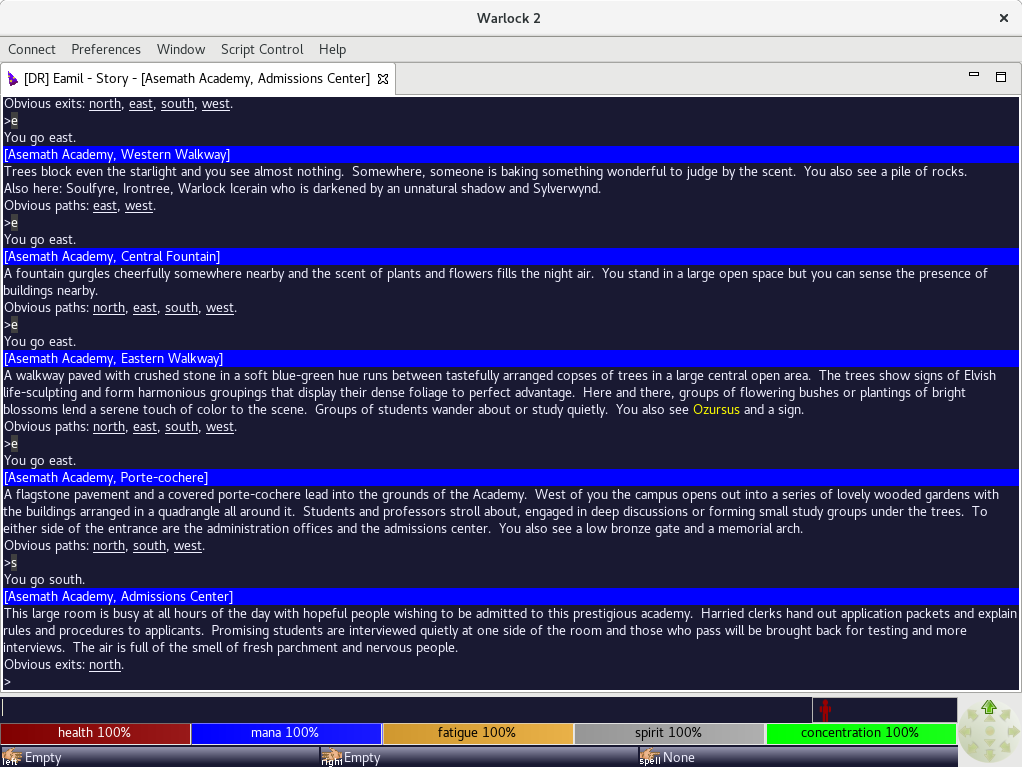 Warlock 2
Connect Preferences Window Script Control Help
[DR] Eamil - Story - [Asemath Academy, Admissions Center]
Obvious exits: north, east, south, west.
>e
You go east.
[Asemath Academy, Western Walkway]
Trees block even the starlight and you see almost nothing.  Somewhere, someone is baking something wonderful to judge by the scent.  You also see a pile of rocks.
Also here: Soulfyre, Irontree, Warlock Icerain who is darkened by an unnatural shadow and Sylverwynd.
Obvious paths: east, west.
>e
You go east.
[Asemath Academy, Central Fountain]
A fountain gurgles cheerfully somewhere nearby and the scent of plants and flowers fills the night air.  You stand in a large open space but you can sense the presence of
buildings nearby.
Obvious paths: north, east, south, west.
>e
You go east.
[Asemath Academy, Eastern Walkway]
A walkway paved with crushed stone in a soft blue-green hue runs between tastefully arranged copses of trees in a large central open area.  The trees show signs of Elvish
life-sculpting and form harmonious groupings that display their dense foliage to perfect advantage.  Here and there, groups of flowering bushes or plantings of bright
blossoms lend a serene touch of color to the scene.  Groups of students wander about or study quietly.  You also see Ozursus and a sign.
Obvious paths: north, east, south, west.
>e
You go east.
[Asemath Academy, Porte-cochere]
A flagstone pavement and a covered porte-cochere lead into the grounds of the Academy.  West of you the campus opens out into a series of lovely wooded gardens with
the buildings arranged in a quadrangle all around it.  Students and professors stroll about, engaged in deep discussions or forming small study groups under the trees.  To
either side of the entrance are the administration offices and the admissions center.  You also see a low bronze gate and a memorial arch.
Obvious paths: north, south, west.
>s
You go south.
[Asemath Academy, Admissions Center]
This large room is busy at all hours of the day with hopeful people wishing to be admitted to this prestigious academy.  Harried clerks hand out application packets and explain
rules and procedures to applicants.  Promising students are interviewed quietly at one side of the room and those who pass will be brought back for testing and more
interviews.  The air is full of the smell of fresh parchment and nervous people.
Obvious exits: north.
>
health 100% mana 100% fatigue 100% spirit 100% concentration 100%
left Empty right Empty spell None